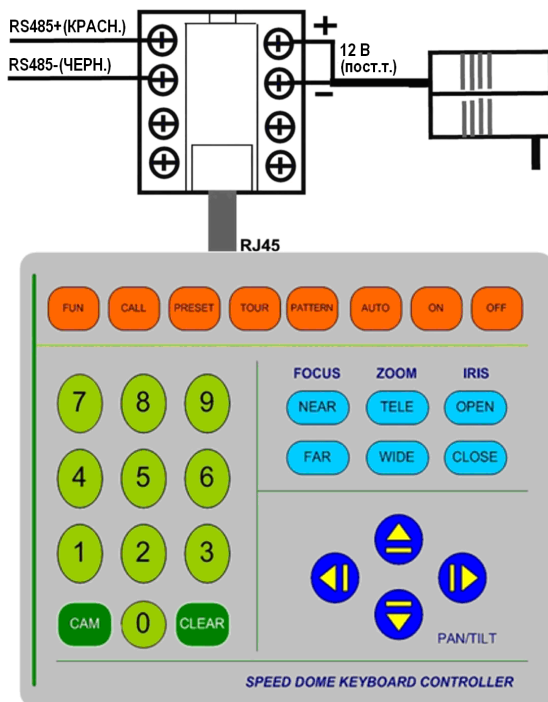 RS485+(КРАСН.)
RS485-(ЧЕРН.)
+
12 В
(пост.т.)
−
RJ45
FUN CALL PRESET TOUR PATTERN AUTO ON OFF
FOCUS ZOOM IRIS
7 8 9 NEAR TELE OPEN
4 5 6 FAR WIDE CLOSE
1 2 3
CAM 0 CLEAR
PAN/TILT
SPEED DOME KEYBOARD CONTROLLER